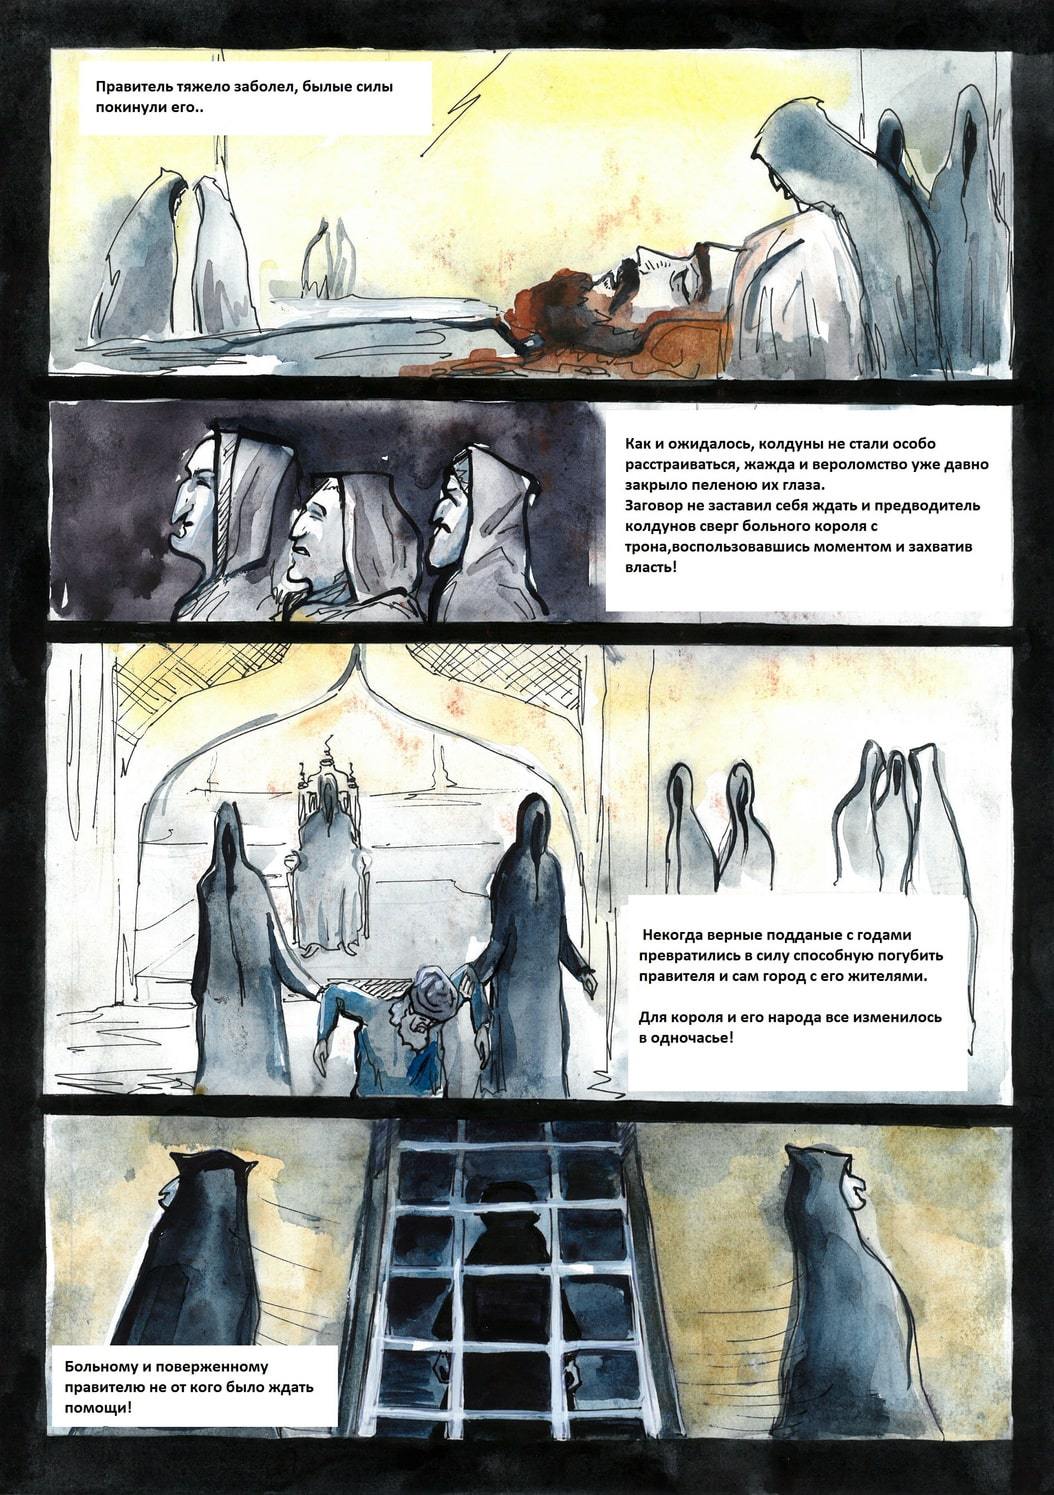 Правитель тяжело заболел, былые силы
покинули его..
Как и ожидалось, колдуны не стали особо
расстраиваться, жажда и вероломство уже давно
закрыло пеленою их глаза.
Заговор не заставил себя ждать и предводитель
колдунов сверг больного короля с
трона,воспользовавшись моментом и захватив
власть!
Некогда верные подданые с годами
превратились в силу способную погубить
правителя и сам город с его жителями.
Для короля и его народа все изменилось
в одночасье!
Больному и поверженному
правителю не от кого было ждать
помощи!